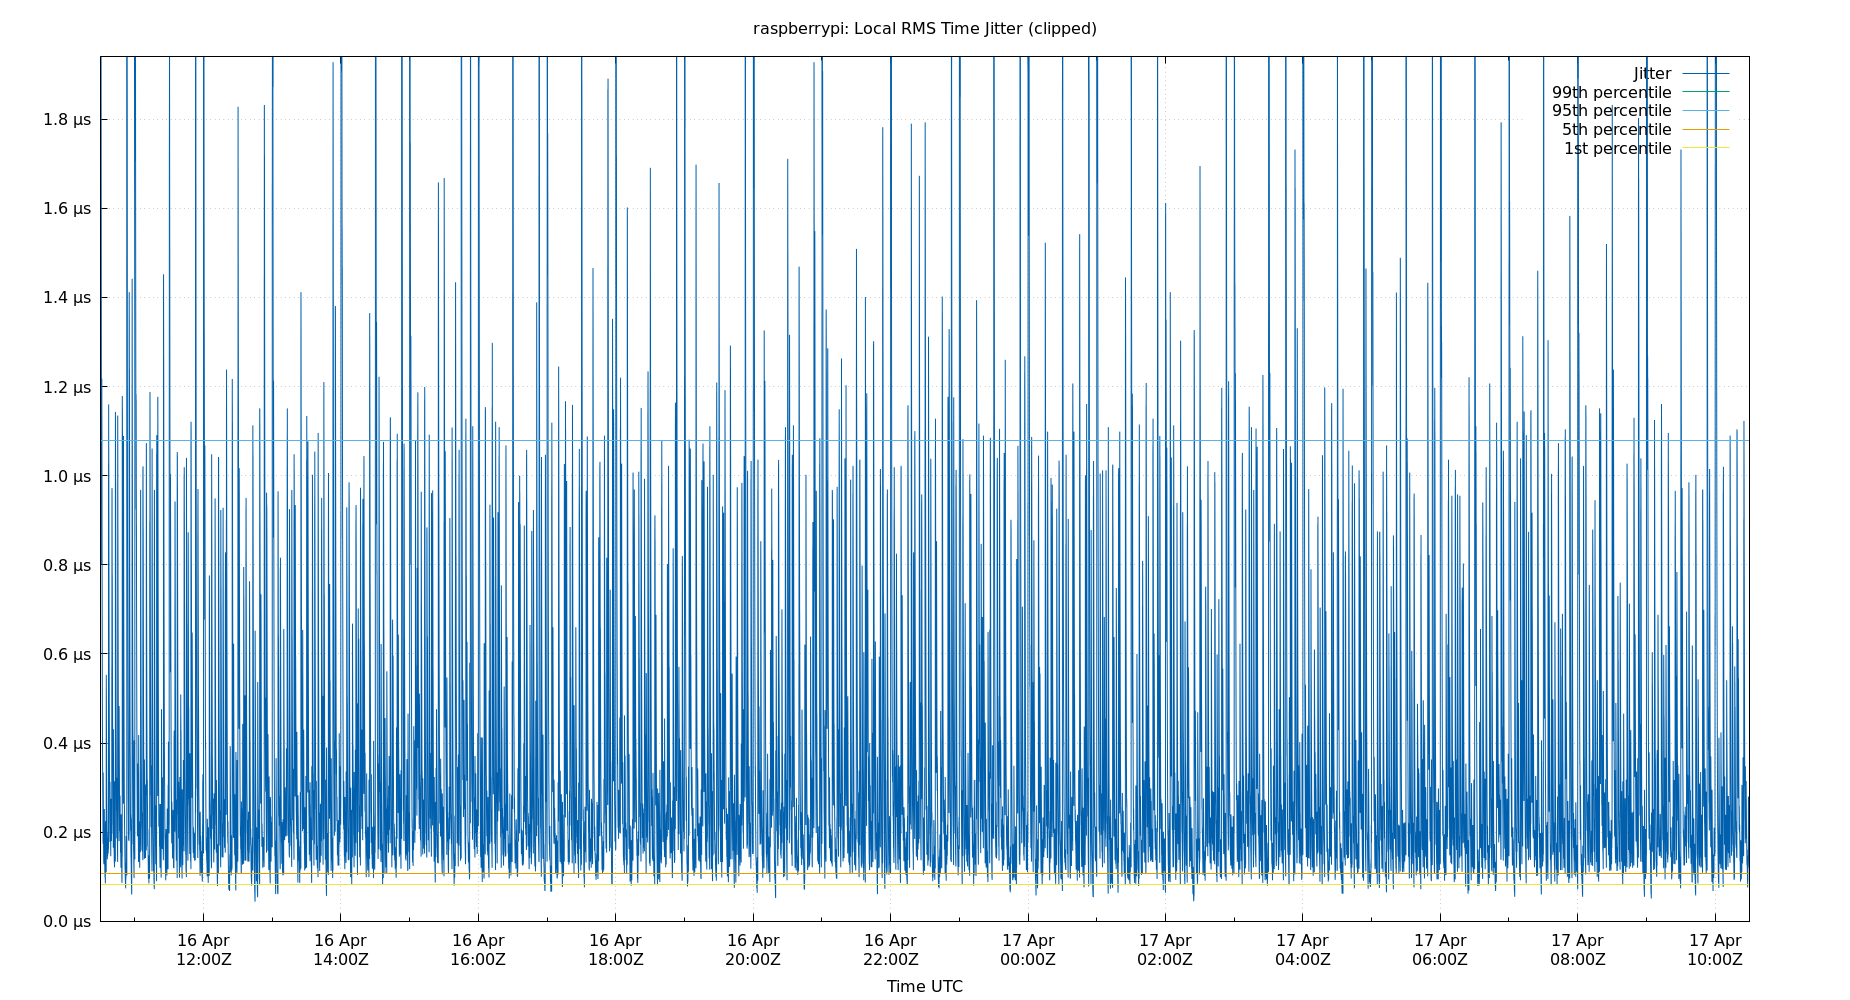 raspberrypi: Local RMS Time Jitter (clipped)
Jitter
99th percentile
95th percentile
5th percentile
1st percentile
1.8 µs
1.6 µs
1.4 µs
1.2 µs
1.0 µs
0.8 µs
0.6 µs
0.4 µs
0.2 µs
0.0 µs
16 Apr 16 Apr 16 Apr 16 Apr 16 Apr 16 Apr 17 Apr 17 Apr 17 Apr 17 Apr 17 Apr 17 Apr
12:00Z 14:00Z 16:00Z 18:00Z 20:00Z 22:00Z 00:00Z 02:00Z 04:00Z 06:00Z 08:00Z 10:00Z
Time UTC